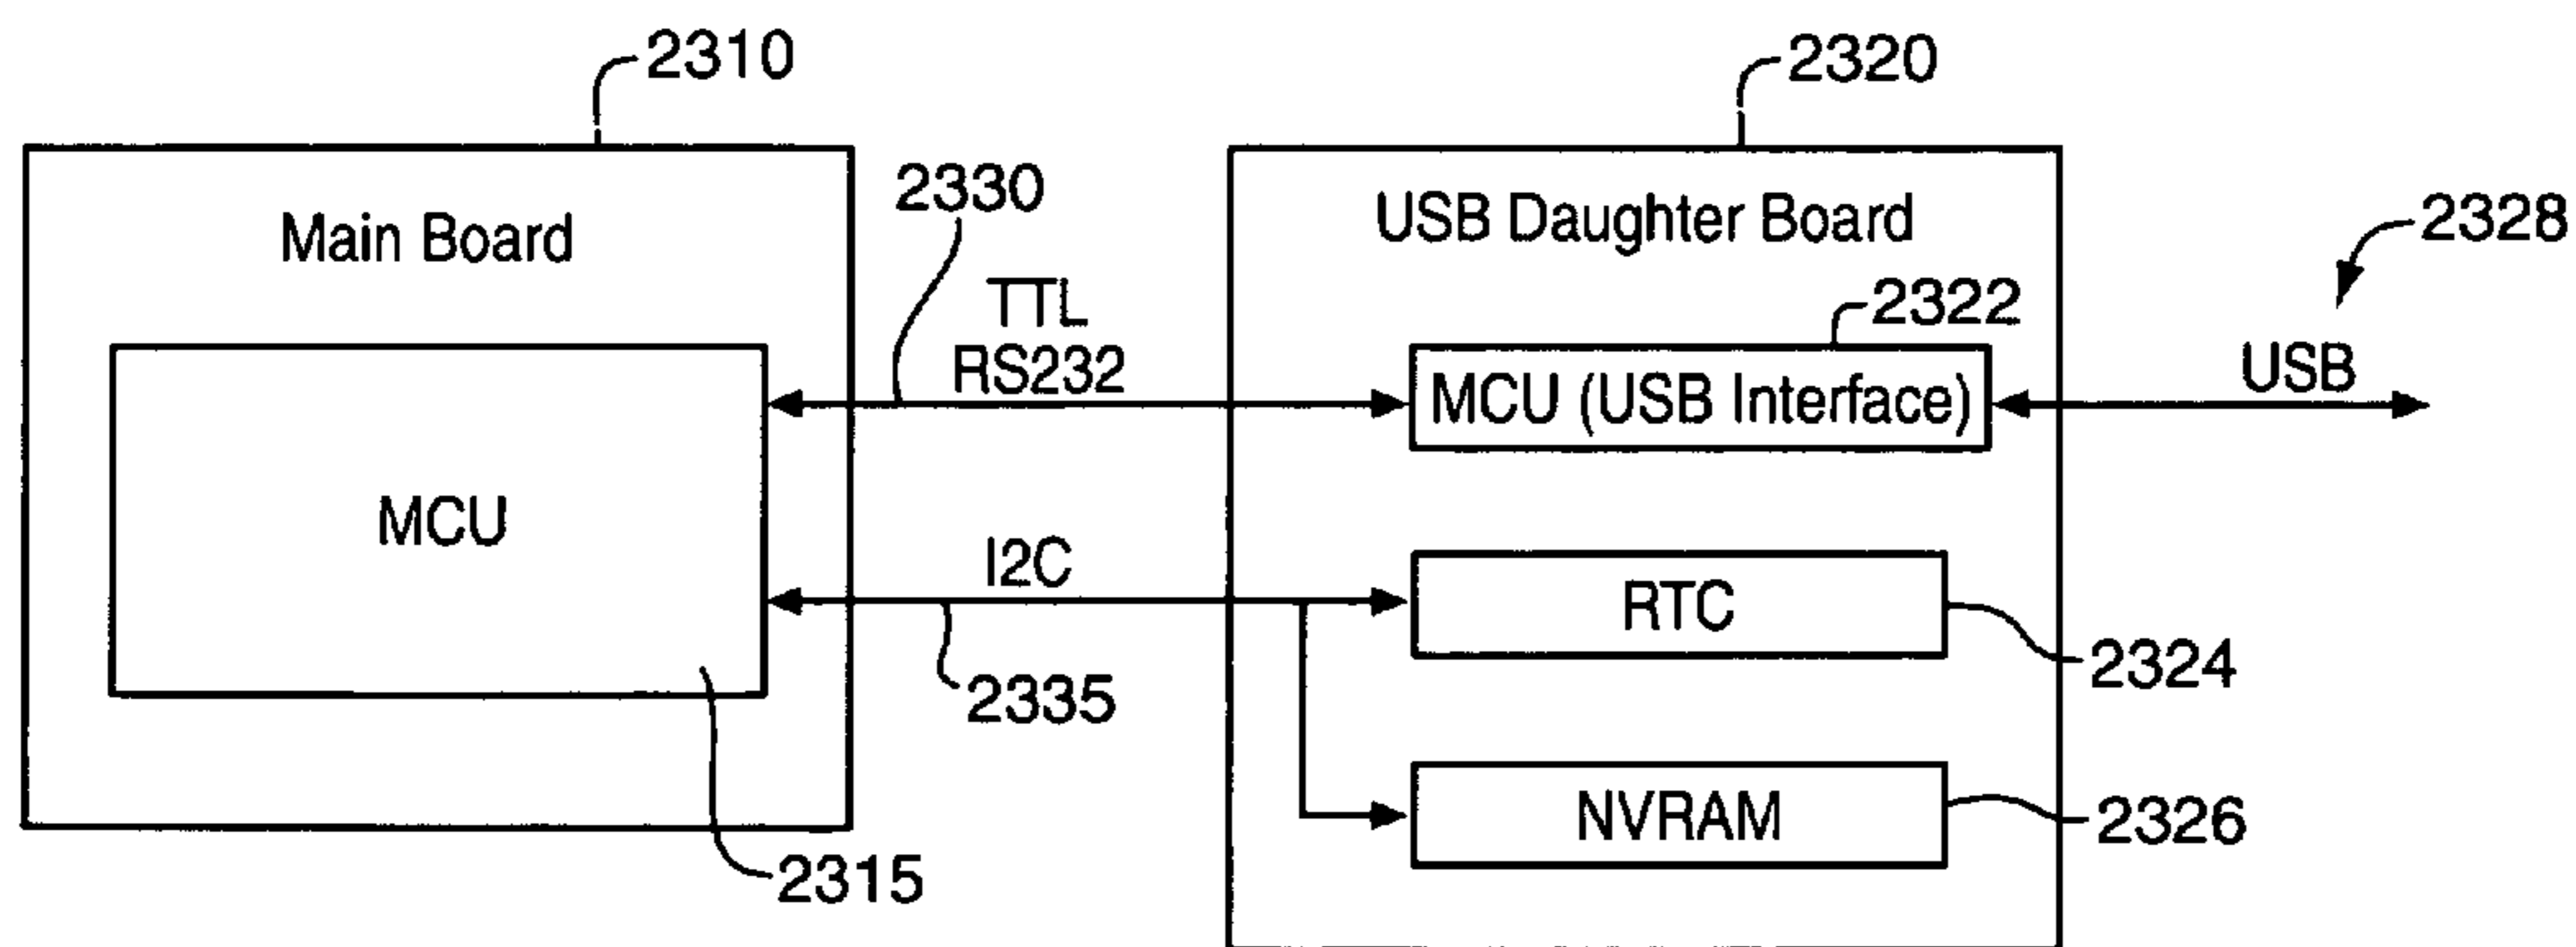 2310
2320
2330
2328
Main Board
USB Daughter Board
TTL
RS232
2322
MCU (USB Interface)
USB
MCU
I2C
RTC
2335
2324
NVRAM
2326
2315